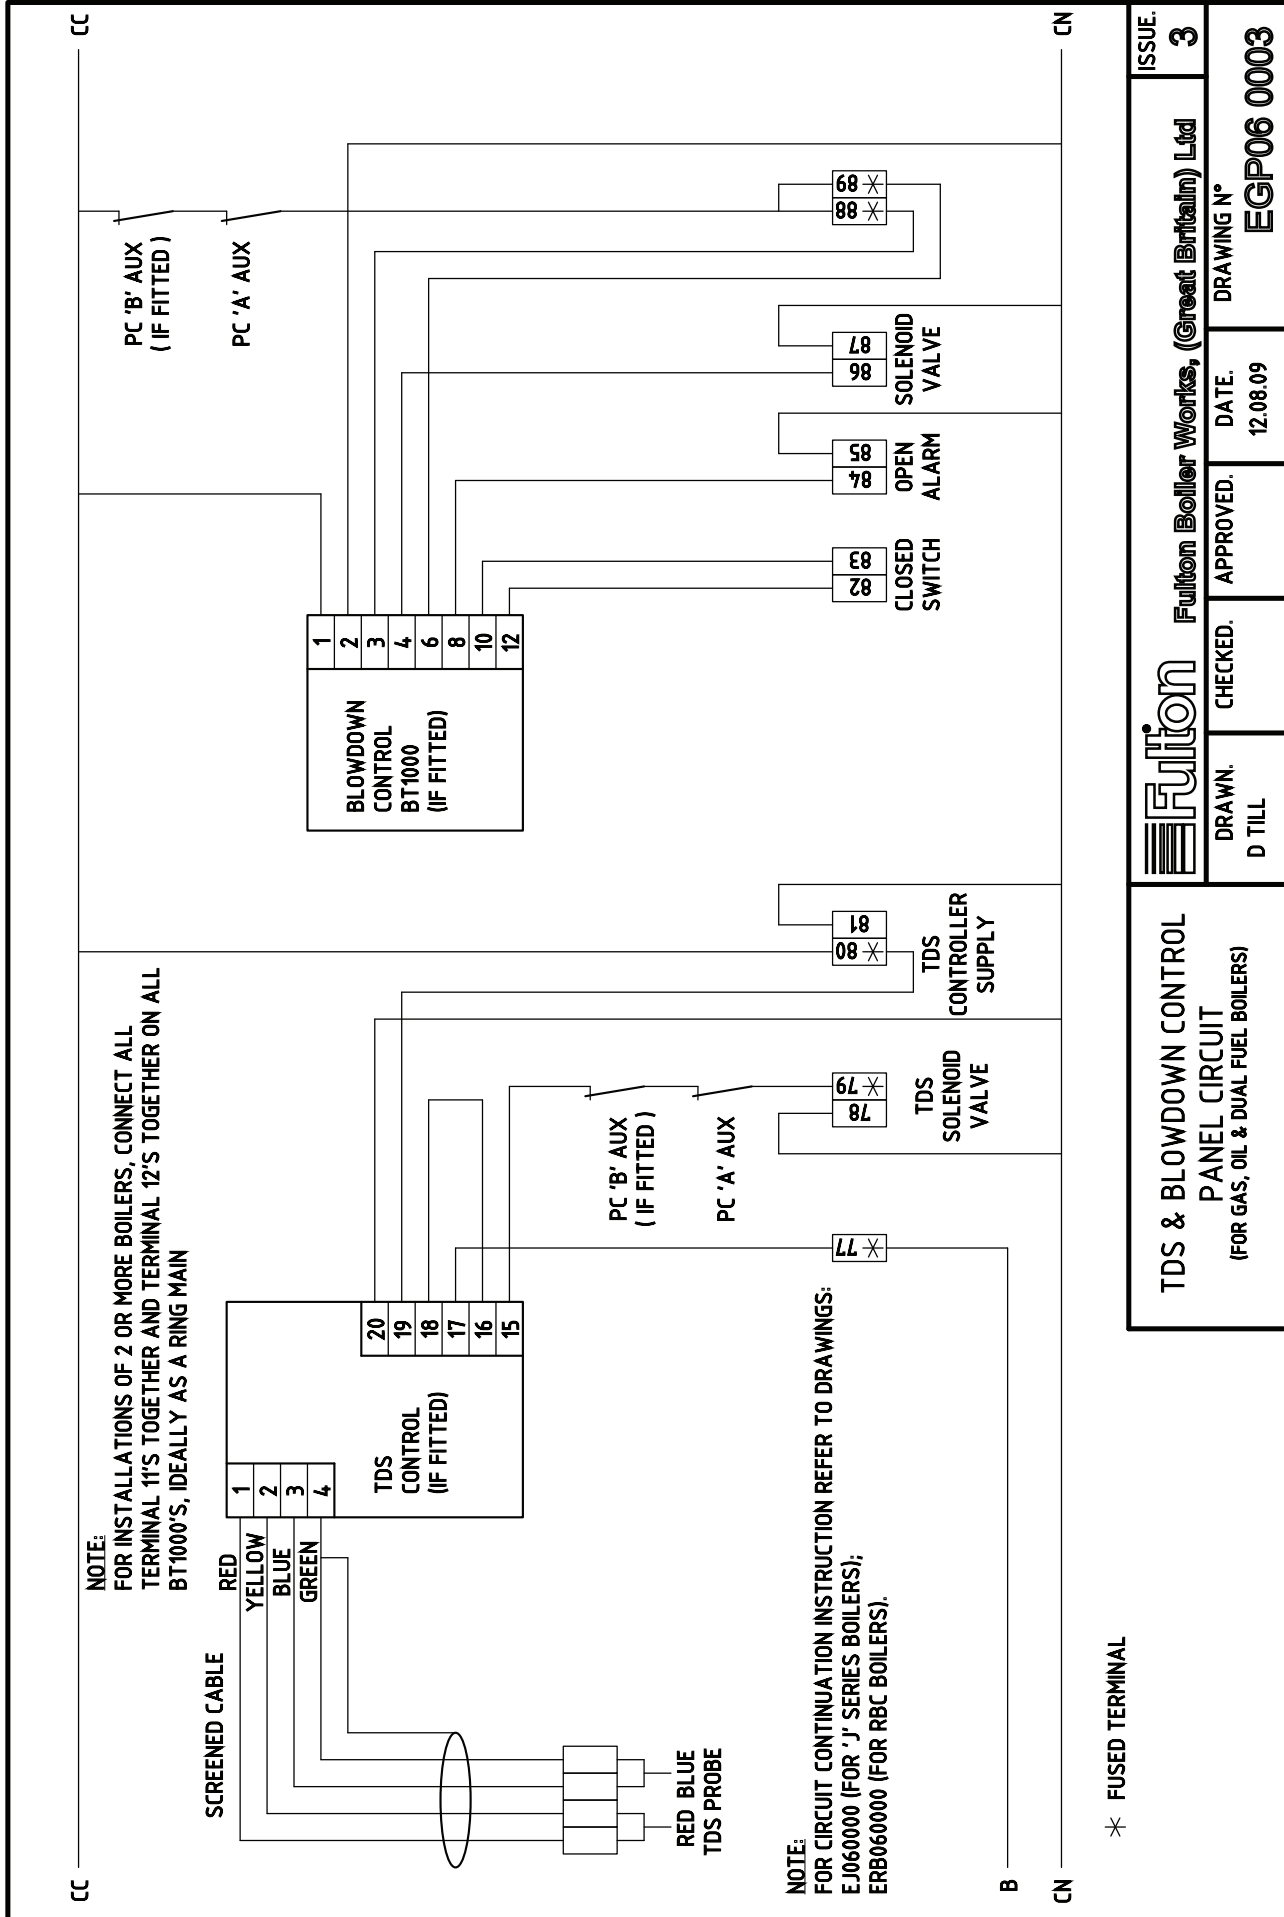 CC
CC
NOTE:
FOR INSTALLATIONS OF 2 OR MORE BOILERS, CONNECT ALL
TERMINAL 11'S TOGETHER AND TERMINAL 12'S TOGETHER ON ALL
BT1000'S, IDEALLY AS A RING MAIN
SCREENED CABLE
RED
YELLOW
BLUE
GREEN
1
2
3
4
TDS
CONTROL
(IF FITTED)
20
19
18
17
16
15
BLOWDOWN
CONTROL
BT1000
(IF FITTED)
1
2
3
4
6
8
10
12
PC 'B' AUX
( IF FITTED )
PC 'A' AUX
PC 'B' AUX
( IF FITTED )
PC 'A' AUX
RED BLUE
TDS PROBE
77
78
79
TDS
SOLENOID
VALVE
80
81
TDS
CONTROLLER
SUPPLY
82
83
CLOSED
SWITCH
84
85
OPEN
ALARM
86
87
SOLENOID
VALVE
88
89
NOTE:
FOR CIRCUIT CONTINUATION INSTRUCTION REFER TO DRAWINGS:
EJ060000 (FOR 'J' SERIES BOILERS);
ERB060000 (FOR RBC BOILERS).
B
CN
CN
FUSED TERMINAL
TDS & BLOWDOWN CONTROL
PANEL CIRCUIT
(FOR GAS, OIL & DUAL FUEL BOILERS)
Fulton
Fulton Boiler Works, (Great Britain) Ltd
ISSUE.
3
DRAWN.
D TILL
CHECKED.
APPROVED.
DATE.
12.08.09
DRAWING N°
EGP06 0003